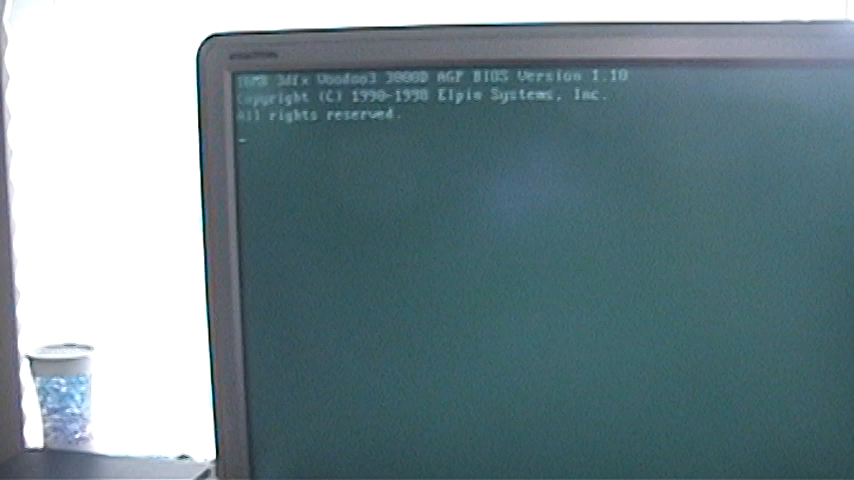 16MB 3dfx Voodoo3 3000D AGP BIOS Version 1.10
Copyright (C) 1990-1998 Elpin Systems, Inc.
All rights reserved.